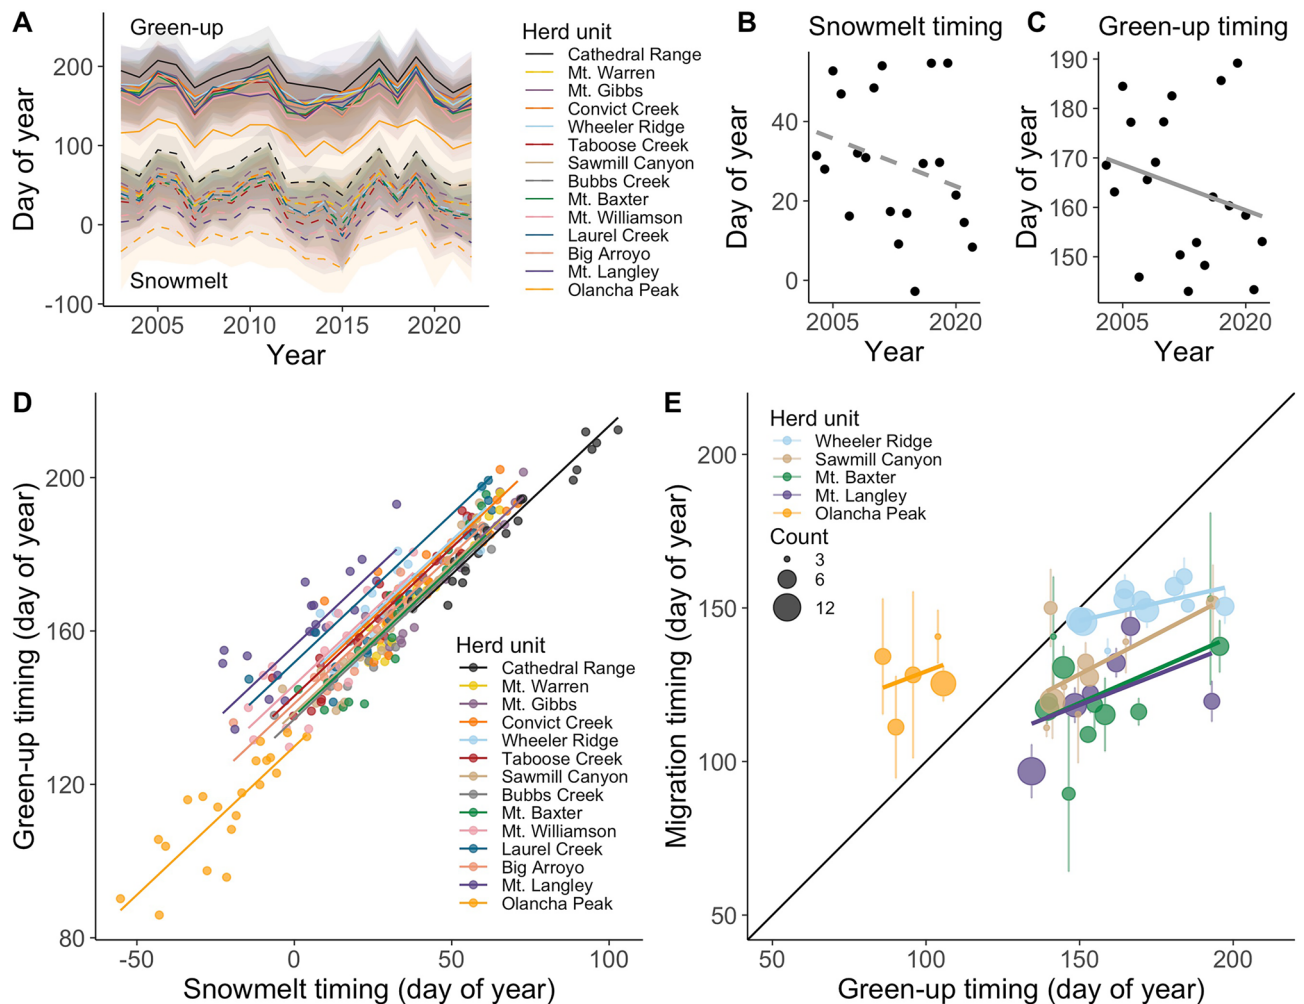 A
Green-up
Snowmelt
Day of year
200
100
0
-100
2005
2010
2015
2020
Year
Herd unit
Cathedral Range
Mt. Warren
Mt. Gibbs
Convict Creek
Wheeler Ridge
Taboose Creek
Sawmill Canyon
Bubbs Creek
Mt. Baxter
Mt. Williamson
Laurel Creek
Big Arroyo
Mt. Langley
Olancha Peak
B
Snowmelt timing
Day of year
40
20
0
2005
2020
Year
C
Green-up timing
Day of year
190
180
170
160
150
2005
2020
Year
D
Green-up timing (day of year)
200
160
120
80
-50
0
50
100
Snowmelt timing (day of year)
Herd unit
Cathedral Range
Mt. Warren
Mt. Gibbs
Convict Creek
Wheeler Ridge
Taboose Creek
Sawmill Canyon
Bubbs Creek
Mt. Baxter
Mt. Williamson
Laurel Creek
Big Arroyo
Mt. Langley
Olancha Peak
E
Migration timing (day of year)
200
150
100
50
50
100
150
200
Green-up timing (day of year)
Herd unit
Wheeler Ridge
Sawmill Canyon
Mt. Baxter
Mt. Langley
Olancha Peak
Count
3
6
12